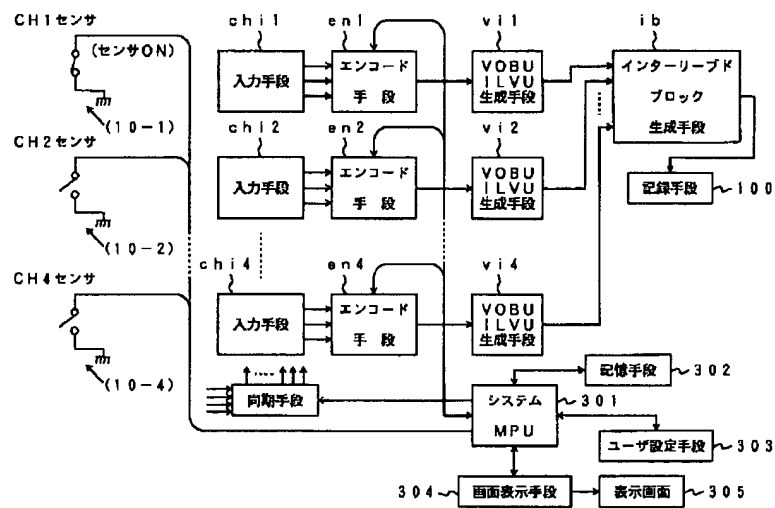 CH1センサ
(センサON)
(10-1)
CH2センサ
(10-2)
CH4センサ
(10-4)
chi1
入力手段
en1
エンコード
手段
vi1
VOBU
ILVU
生成手段
ib
インターリーブド
ブロック
生成手段
記録手段
100
chi2
入力手段
en2
エンコード
手段
vi2
VOBU
ILVU
生成手段
chi4
入力手段
en4
エンコード
手段
vi4
VOBU
ILVU
生成手段
同期手段
システム
MPU
301
記憶手段
302
ユーザ設定手段
303
304
画面表示手段
表示画面
305